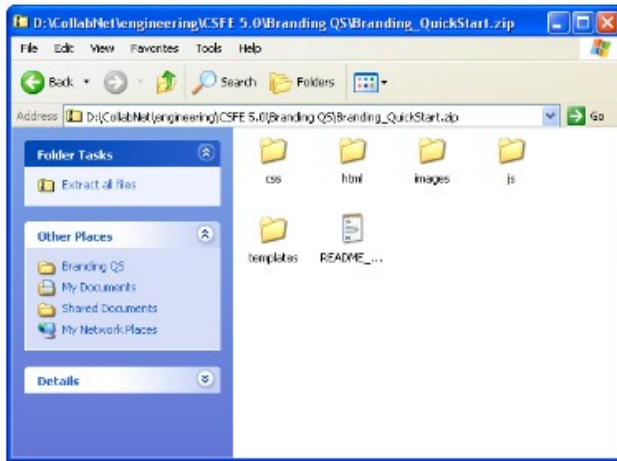 D:\CollabNet\engineering\CSFE 5.0\Branding QS\Branding_QuickStart.zip
File Edit View Favorites Tools Help
Back Search Folders
Address D:\CollabNet\engineering\CSFE 5.0\Branding QS\Branding_QuickStart.zip Go
Folder Tasks
Extract all files
Other Places
Branding QS
My Documents
Shared Documents
My Network Places
Details
css html images js
templates README_...